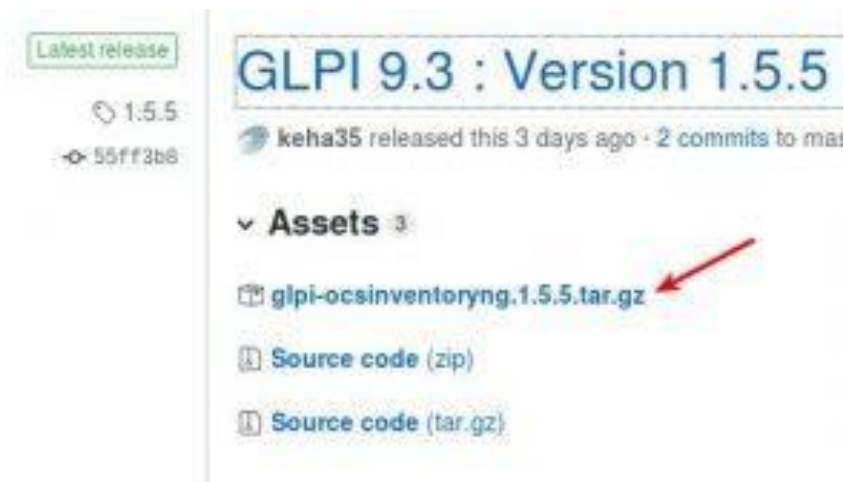 Latest release
1.5.5
55ff3b8
GLPI 9.3 : Version 1.5.5
keha35 released this 3 days ago · 2 commits to mas
Assets 3
glpi-ocsinventoryng.1.5.5.tar.gz
Source code (zip)
Source code (tar.gz)